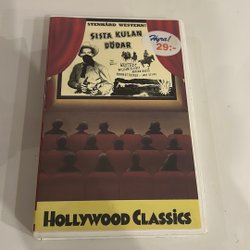 STENHÅRD WESTERN!
SISTA KULAN
DÖDAR
Hyra!
29:-
HOLLYWOOD CLASSICS